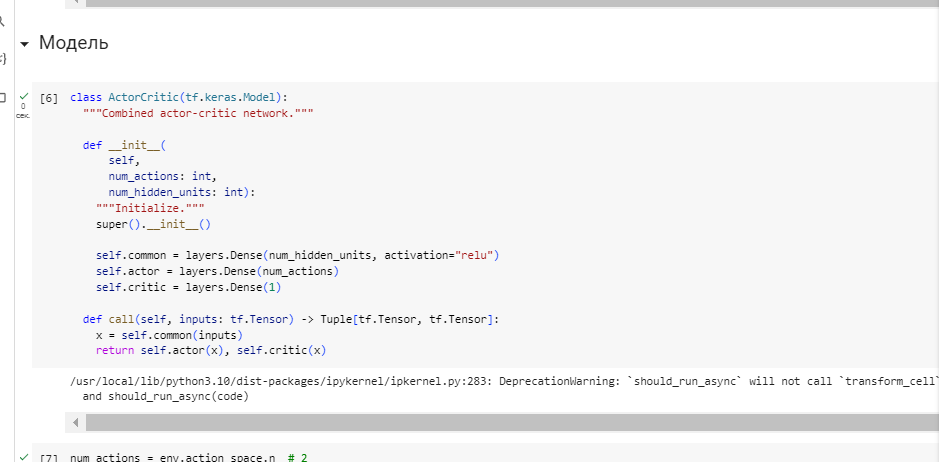 Модель
[6] class ActorCritic(tf.keras.Model):
"""Combined actor-critic network."""
def __init__(
self,
num_actions: int,
num_hidden_units: int):
"""Initialize."""
super().__init__()
self.common = layers.Dense(num_hidden_units, activation="relu")
self.actor = layers.Dense(num_actions)
self.critic = layers.Dense(1)
def call(self, inputs: tf.Tensor) -> Tuple[tf.Tensor, tf.Tensor]:
x = self.common(inputs)
return self.actor(x), self.critic(x)
0
сек.
/usr/local/lib/python3.10/dist-packages/ipykernel/ipkernel.py:283: DeprecationWarning: `should_run_async` will not call `transform_cell`
and should_run_async(code)
[7] num_actions = env.action_space.n # 2